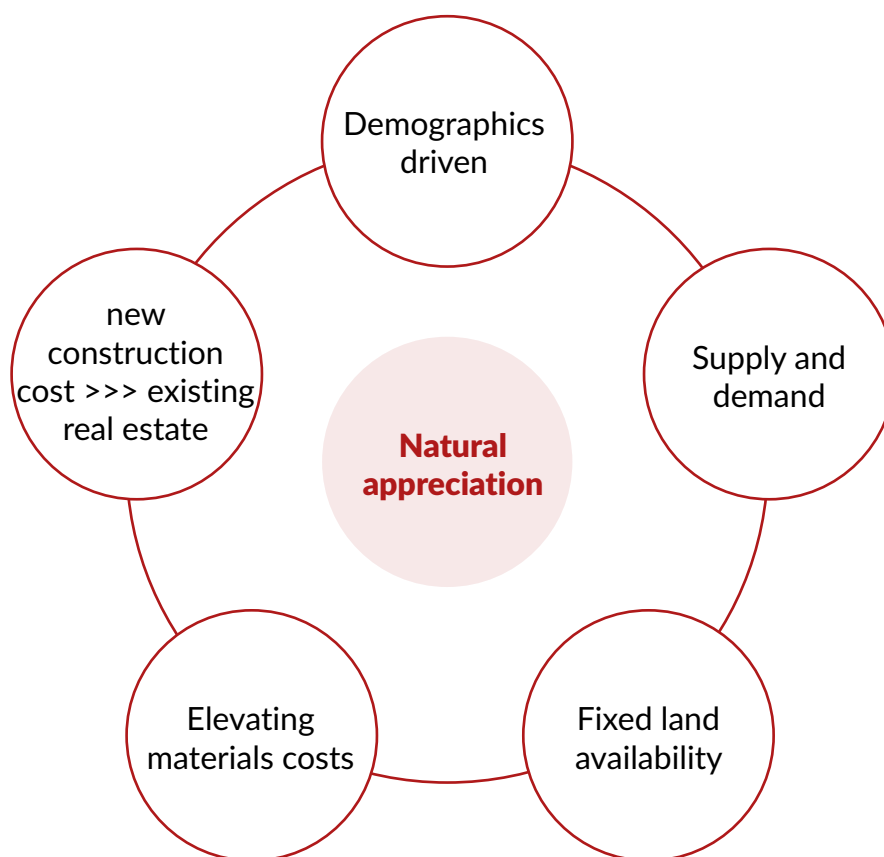 Demographics
driven
Supply and
demand
Fixed land
availability
Elevating
materials costs
new
construction
cost >>> existing
real estate
Natural
appreciation